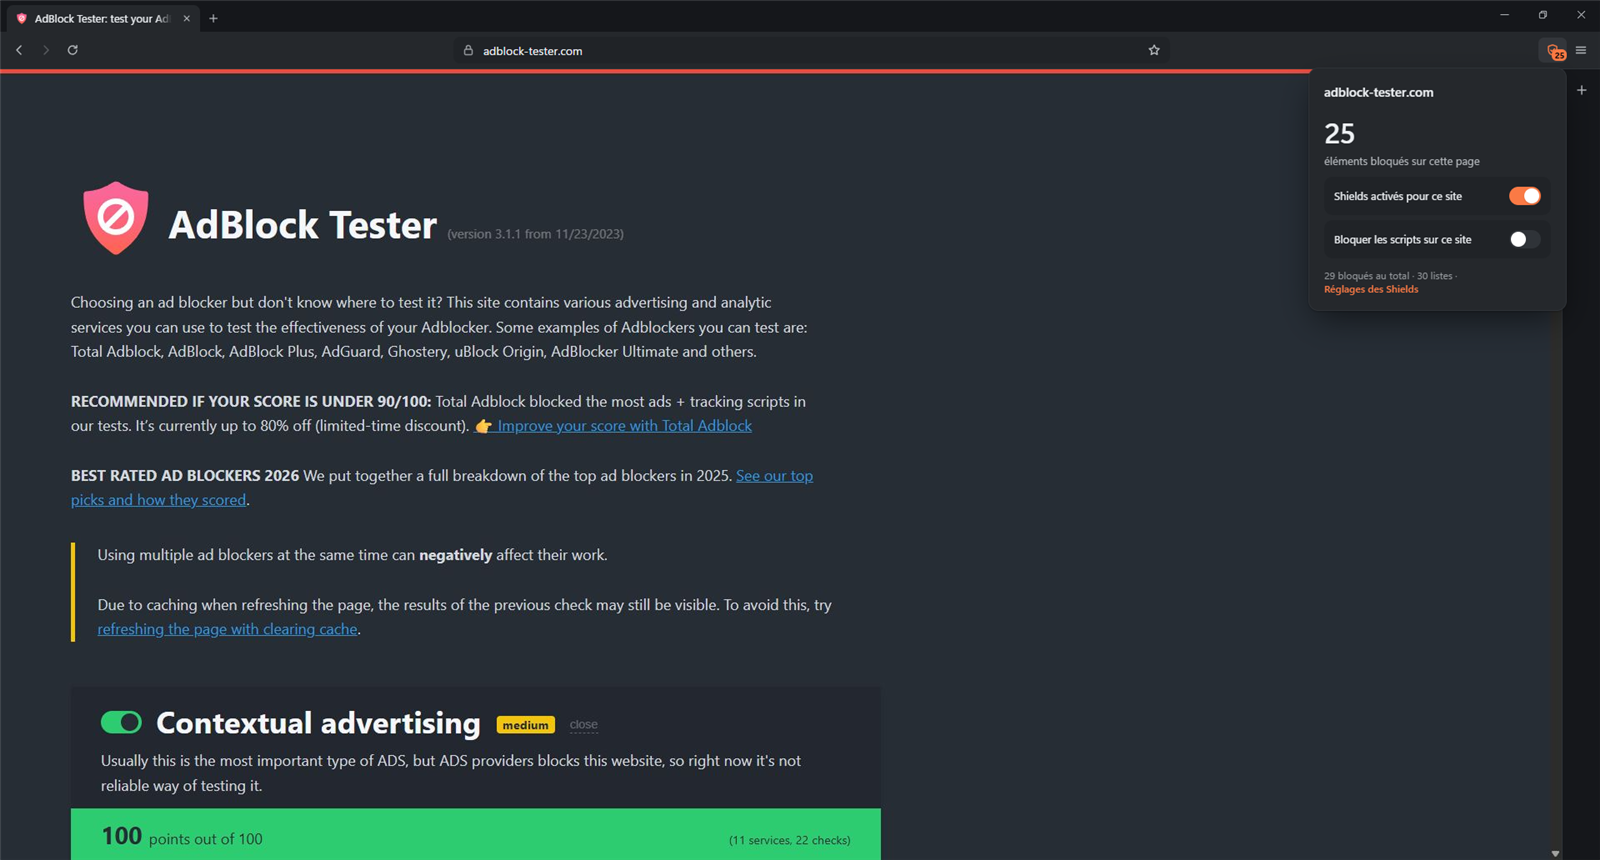 AdBlock Tester: test your Ad
adblock-tester.com
25
adblock-tester.com
25
éléments bloqués sur cette page
Shields activés pour ce site
Bloquer les scripts sur ce site
29 bloqués au total · 30 listes ·
Réglages des Shields
AdBlock Tester (version 3.1.1 from 11/23/2023)
Choosing an ad blocker but don't know where to test it? This site contains various advertising and analytic
services you can use to test the effectiveness of your Adblocker. Some examples of Adblockers you can test are:
Total Adblock, AdBlock, AdBlock Plus, AdGuard, Ghostery, uBlock Origin, AdBlocker Ultimate and others.
RECOMMENDED IF YOUR SCORE IS UNDER 90/100: Total Adblock blocked the most ads + tracking scripts in
our tests. It’s currently up to 80% off (limited-time discount). 👉 Improve your score with Total Adblock
BEST RATED AD BLOCKERS 2026 We put together a full breakdown of the top ad blockers in 2025. See our top
picks and how they scored.
Using multiple ad blockers at the same time can negatively affect their work.
Due to caching when refreshing the page, the results of the previous check may still be visible. To avoid this, try
refreshing the page with clearing cache.
Contextual advertising medium close
Usually this is the most important type of ADS, but ADS providers blocks this website, so right now it's not
reliable way of testing it.
100 points out of 100 (11 services, 22 checks)